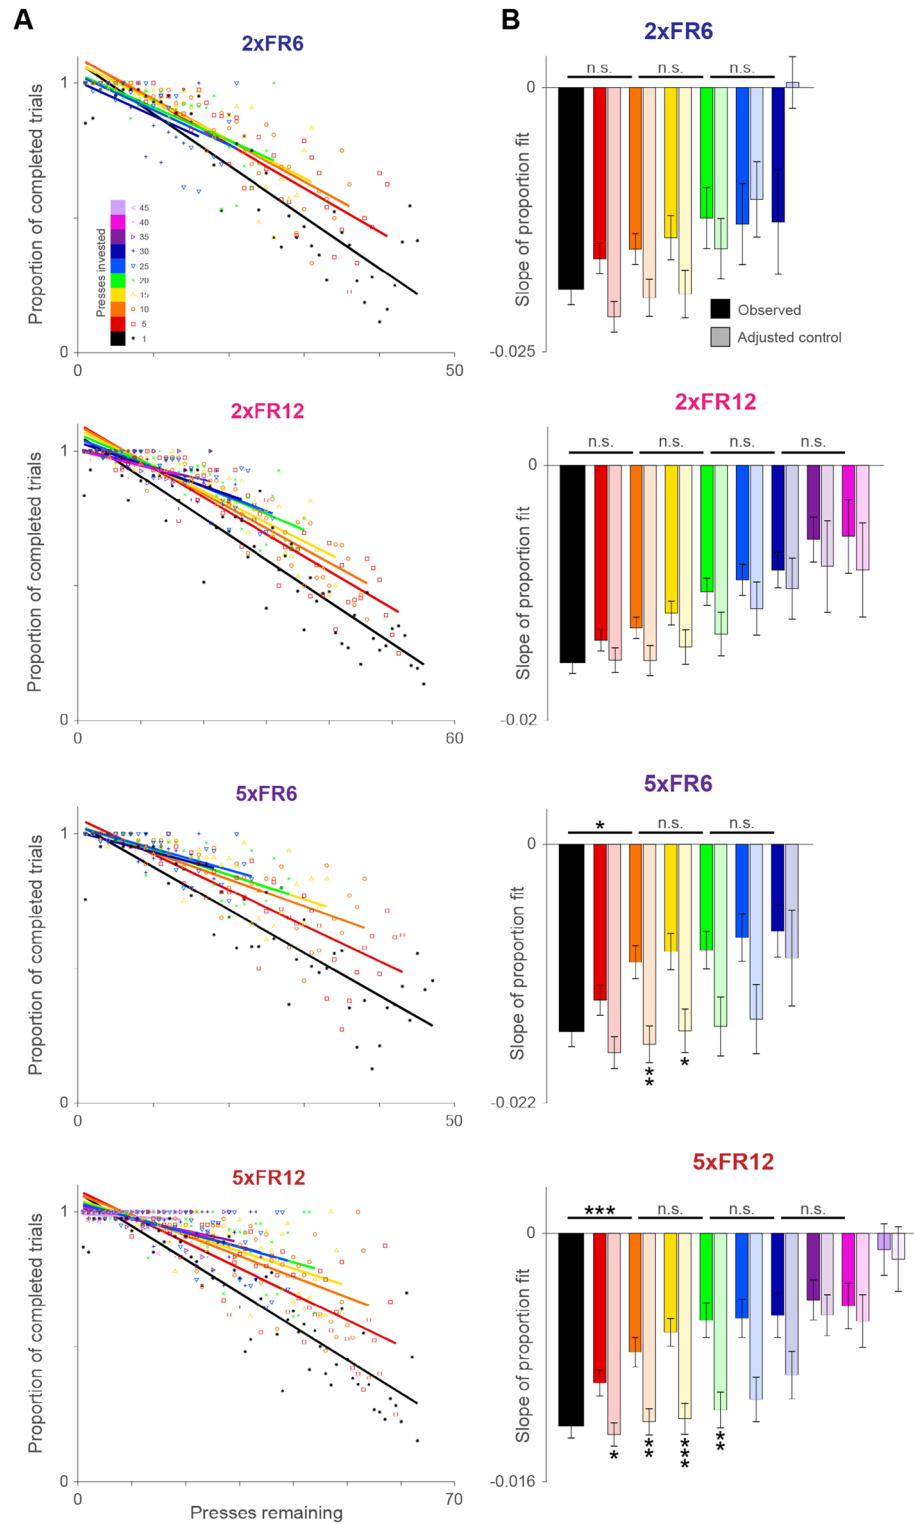 A
B
2xFR6
2xFR6
Proportion of completed trials
1
0
0
50
Presses invested
45
40
35
30
25
20
15
10
5
1
Slope of proportion fit
0
-0.025
n.s.
n.s.
n.s.
Observed
Adjusted control
2xFR12
2xFR12
Proportion of completed trials
1
0
0
60
Slope of proportion fit
0
-0.02
n.s.
n.s.
n.s.
n.s.
5xFR6
5xFR6
Proportion of completed trials
1
0
0
50
Slope of proportion fit
0
-0.022
*
n.s.
n.s.
**
*
5xFR12
5xFR12
Proportion of completed trials
1
0
0
70
Presses remaining
Slope of proportion fit
0
-0.016
***
n.s.
n.s.
n.s.
*
**
***
**